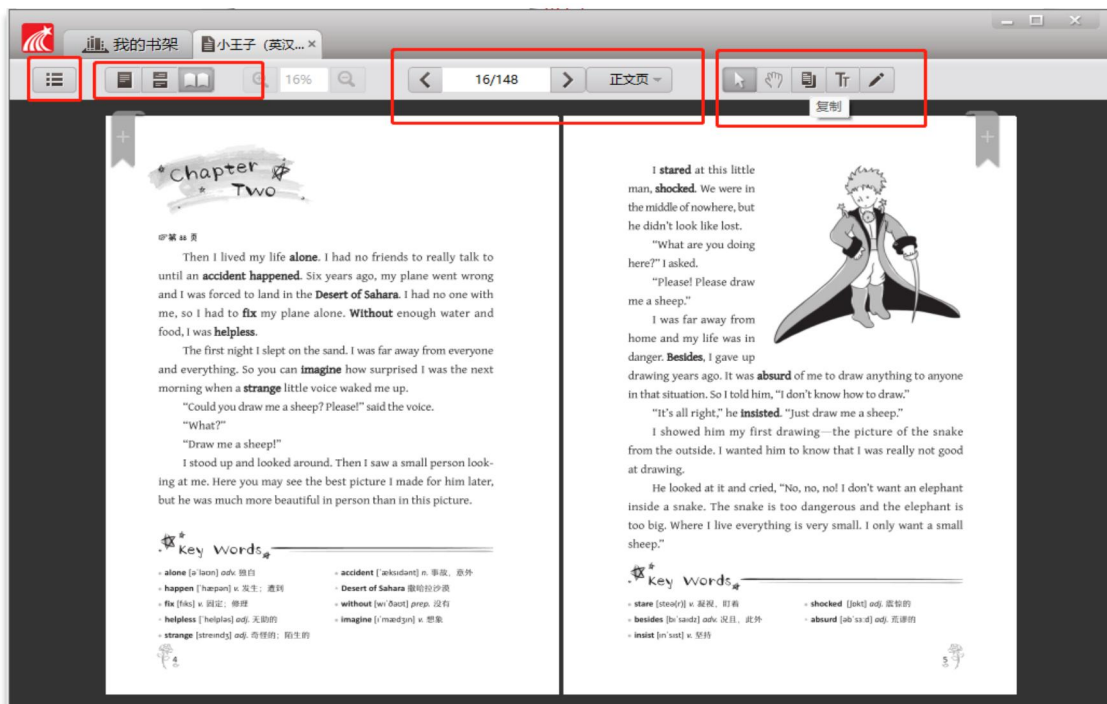 我的书架
小王子（英汉...×
16%
16/148
正文页
复制
Chapter
Two
☞第 88 页
Then I lived my life alone. I had no friends to really talk to
until an accident happened. Six years ago, my plane went wrong
and I was forced to land in the Desert of Sahara. I had no one with
me, so I had to fix my plane alone. Without enough water and
food, I was helpless.
The first night I slept on the sand. I was far away from everyone
and everything. So you can imagine how surprised I was the next
morning when a strange little voice waked me up.
“Could you draw me a sheep? Please!” said the voice.
“What?”
“Draw me a sheep!”
I stood up and looked around. Then I saw a small person look-
ing at me. Here you may see the best picture I made for him later,
but he was much more beautiful in person than in this picture.
Key Words
alone [ə'ləʊn] adv. 独自
happen ['hæpən] v. 发生；遭到
fix [fɪks] v. 固定；修理
helpless ['helpləs] adj. 无助的
strange [streɪndʒ] adj. 奇怪的；陌生的
accident ['æksɪdənt] n. 事故、意外
Desert of Sahara 撒哈拉沙漠
without [wɪ'ðaʊt] prep. 没有
imagine [ɪ'mædʒɪn] v. 想象
4
I stared at this little
man, shocked. We were in
the middle of nowhere, but
he didn’t look like lost.
“What are you doing
here?” I asked.
“Please! Please draw
me a sheep.”
I was far away from
home and my life was in
danger. Besides, I gave up
drawing years ago. It was absurd of me to draw anything to anyone
in that situation. So I told him, “I don’t know how to draw.”
“It’s all right,” he insisted. “Just draw me a sheep.”
I showed him my first drawing—the picture of the snake
from the outside. I wanted him to know that I was really not good
at drawing.
He looked at it and cried, “No, no, no! I don’t want an elephant
inside a snake. The snake is too dangerous and the elephant is
too big. Where I live everything is very small. I only want a small
sheep.”
Key Words
stare [steə(r)] v. 凝视、盯着
besides [bɪ'saɪdz] adv. 况且、此外
insist [ɪn'sɪst] v. 坚持
shocked [ʃɒkt] adj. 震惊的
absurd [əb'sɜ:d] adj. 荒谬的
5